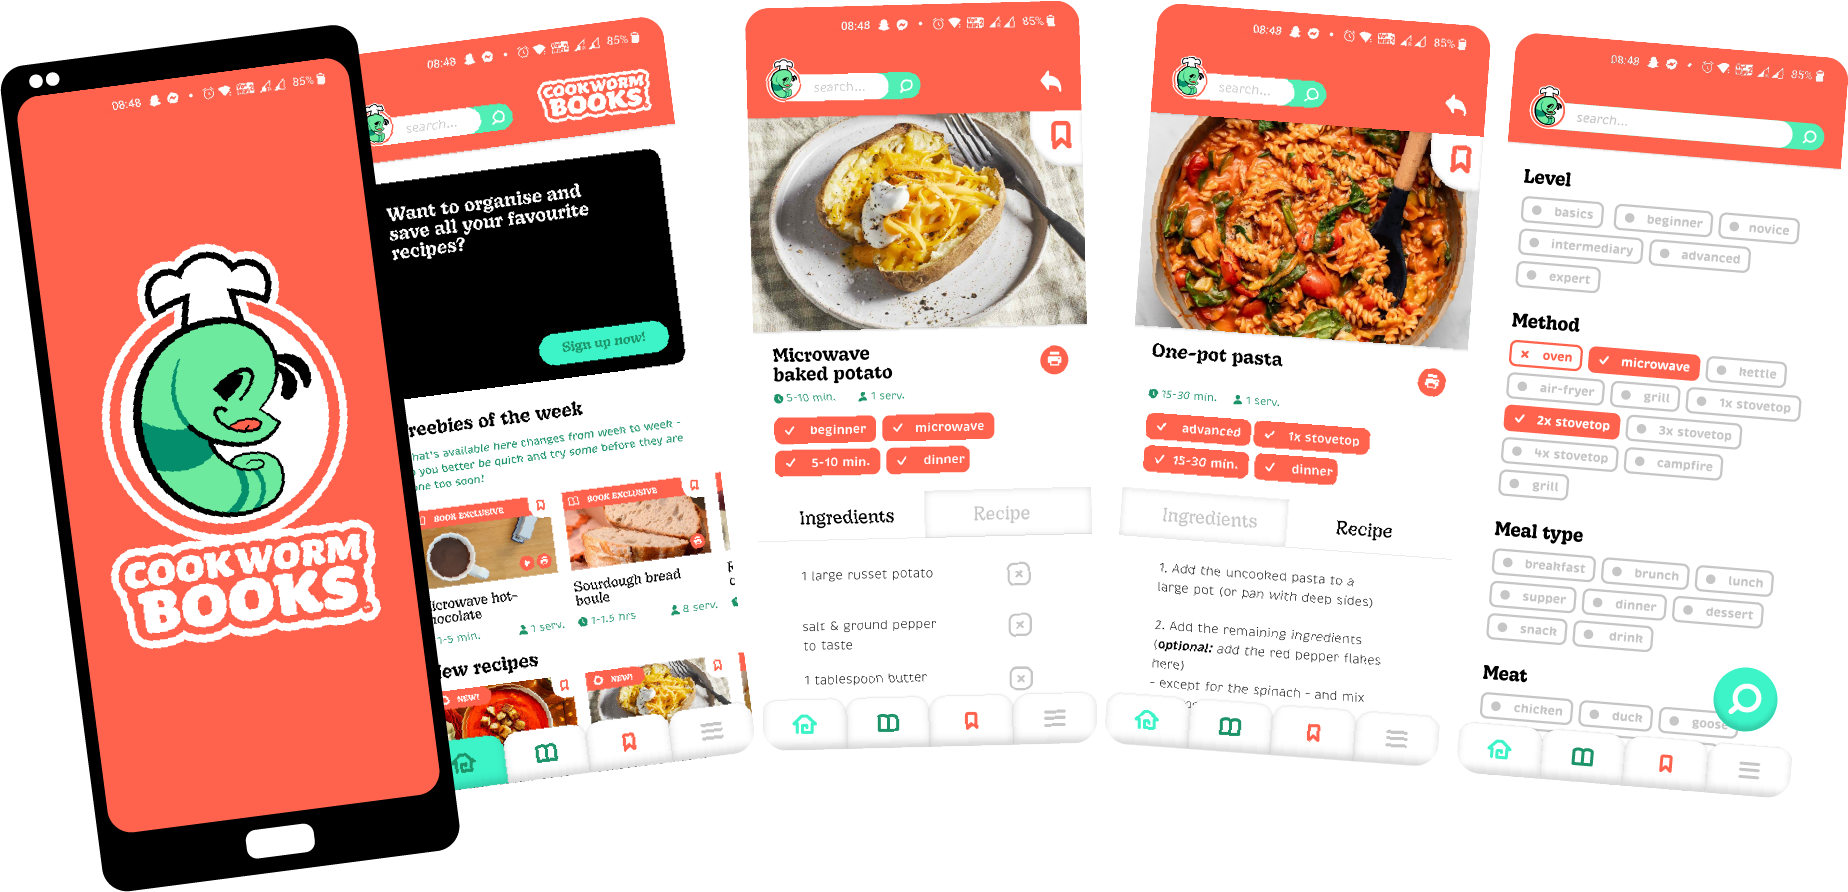 08:48
85%
COOKWORM
BOOKS
08:48
85%
search...
COOKWORM
BOOKS
Want to organise and
save all your favourite
recipes?
Sign up now!
reebies of the week
hat's available here changes from week to week -
you better be quick and try some before they are
one too soon!
BOOK EXCLUSIVE
BOOK EXCLUSIVE
icrowave hot-
hocolate
1-5 min.
1 serv.
Sourdough bread
boule
1-1.5 hrs
8 serv.
ew recipes
NEW!
NEW!
08:48
85%
search...
Microwave
baked potato
5-10 min.
1 serv.
beginner
microwave
5-10 min.
dinner
Ingredients
Recipe
1 large russet potato
salt & ground pepper
to taste
1 tablespoon butter
08:48
85%
search...
One-pot pasta
15-30 min.
1 serv.
advanced
1x stovetop
15-30 min.
dinner
Ingredients
Recipe
1. Add the uncooked pasta to a
large pot (or pan with deep sides)
2. Add the remaining ingredients
(optional: add the red pepper flakes
here)
- except for the spinach - and mix
08:48
85%
search...
Level
basics
beginner
novice
intermediary
advanced
expert
Method
oven
microwave
kettle
air-fryer
grill
1x stovetop
2x stovetop
3x stovetop
4x stovetop
campfire
grill
Meal type
breakfast
brunch
lunch
supper
dinner
dessert
snack
drink
Meat
chicken
duck
goose